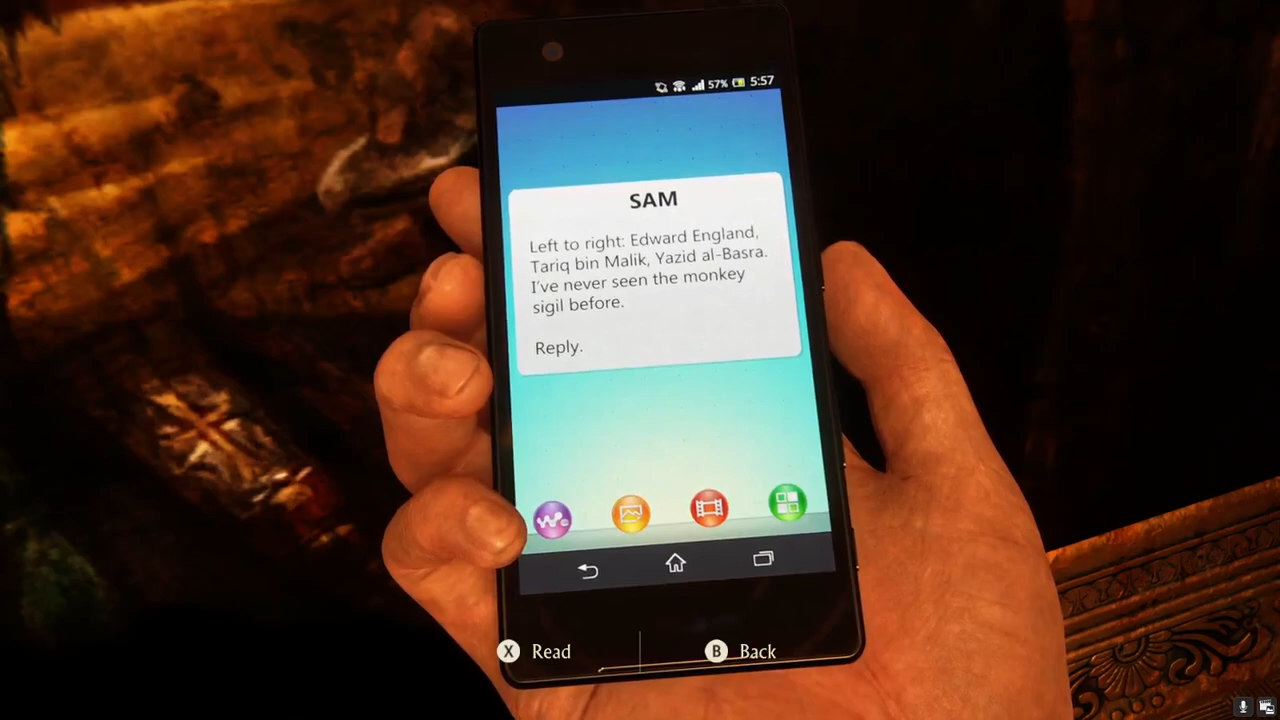 57% 5:57
SAM
Left to right: Edward England,
Tariq bin Malik, Yazid al-Basra.
I've never seen the monkey
sigil before.
Reply.
X Read B Back